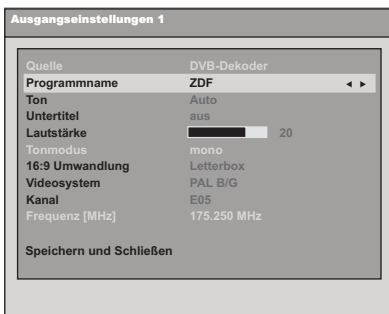 Ausgangseinstellungen 1
Quelle DVB-Dekoder
Programmname ZDF
Ton Auto
Untertitel aus
Lautstärke 20
Tonmodus mono
16:9 Umwandlung Letterbox
Videosystem PAL B/G
Kanal E05
Frequenz [MHz] 175.250 MHz
Speichern und Schließen